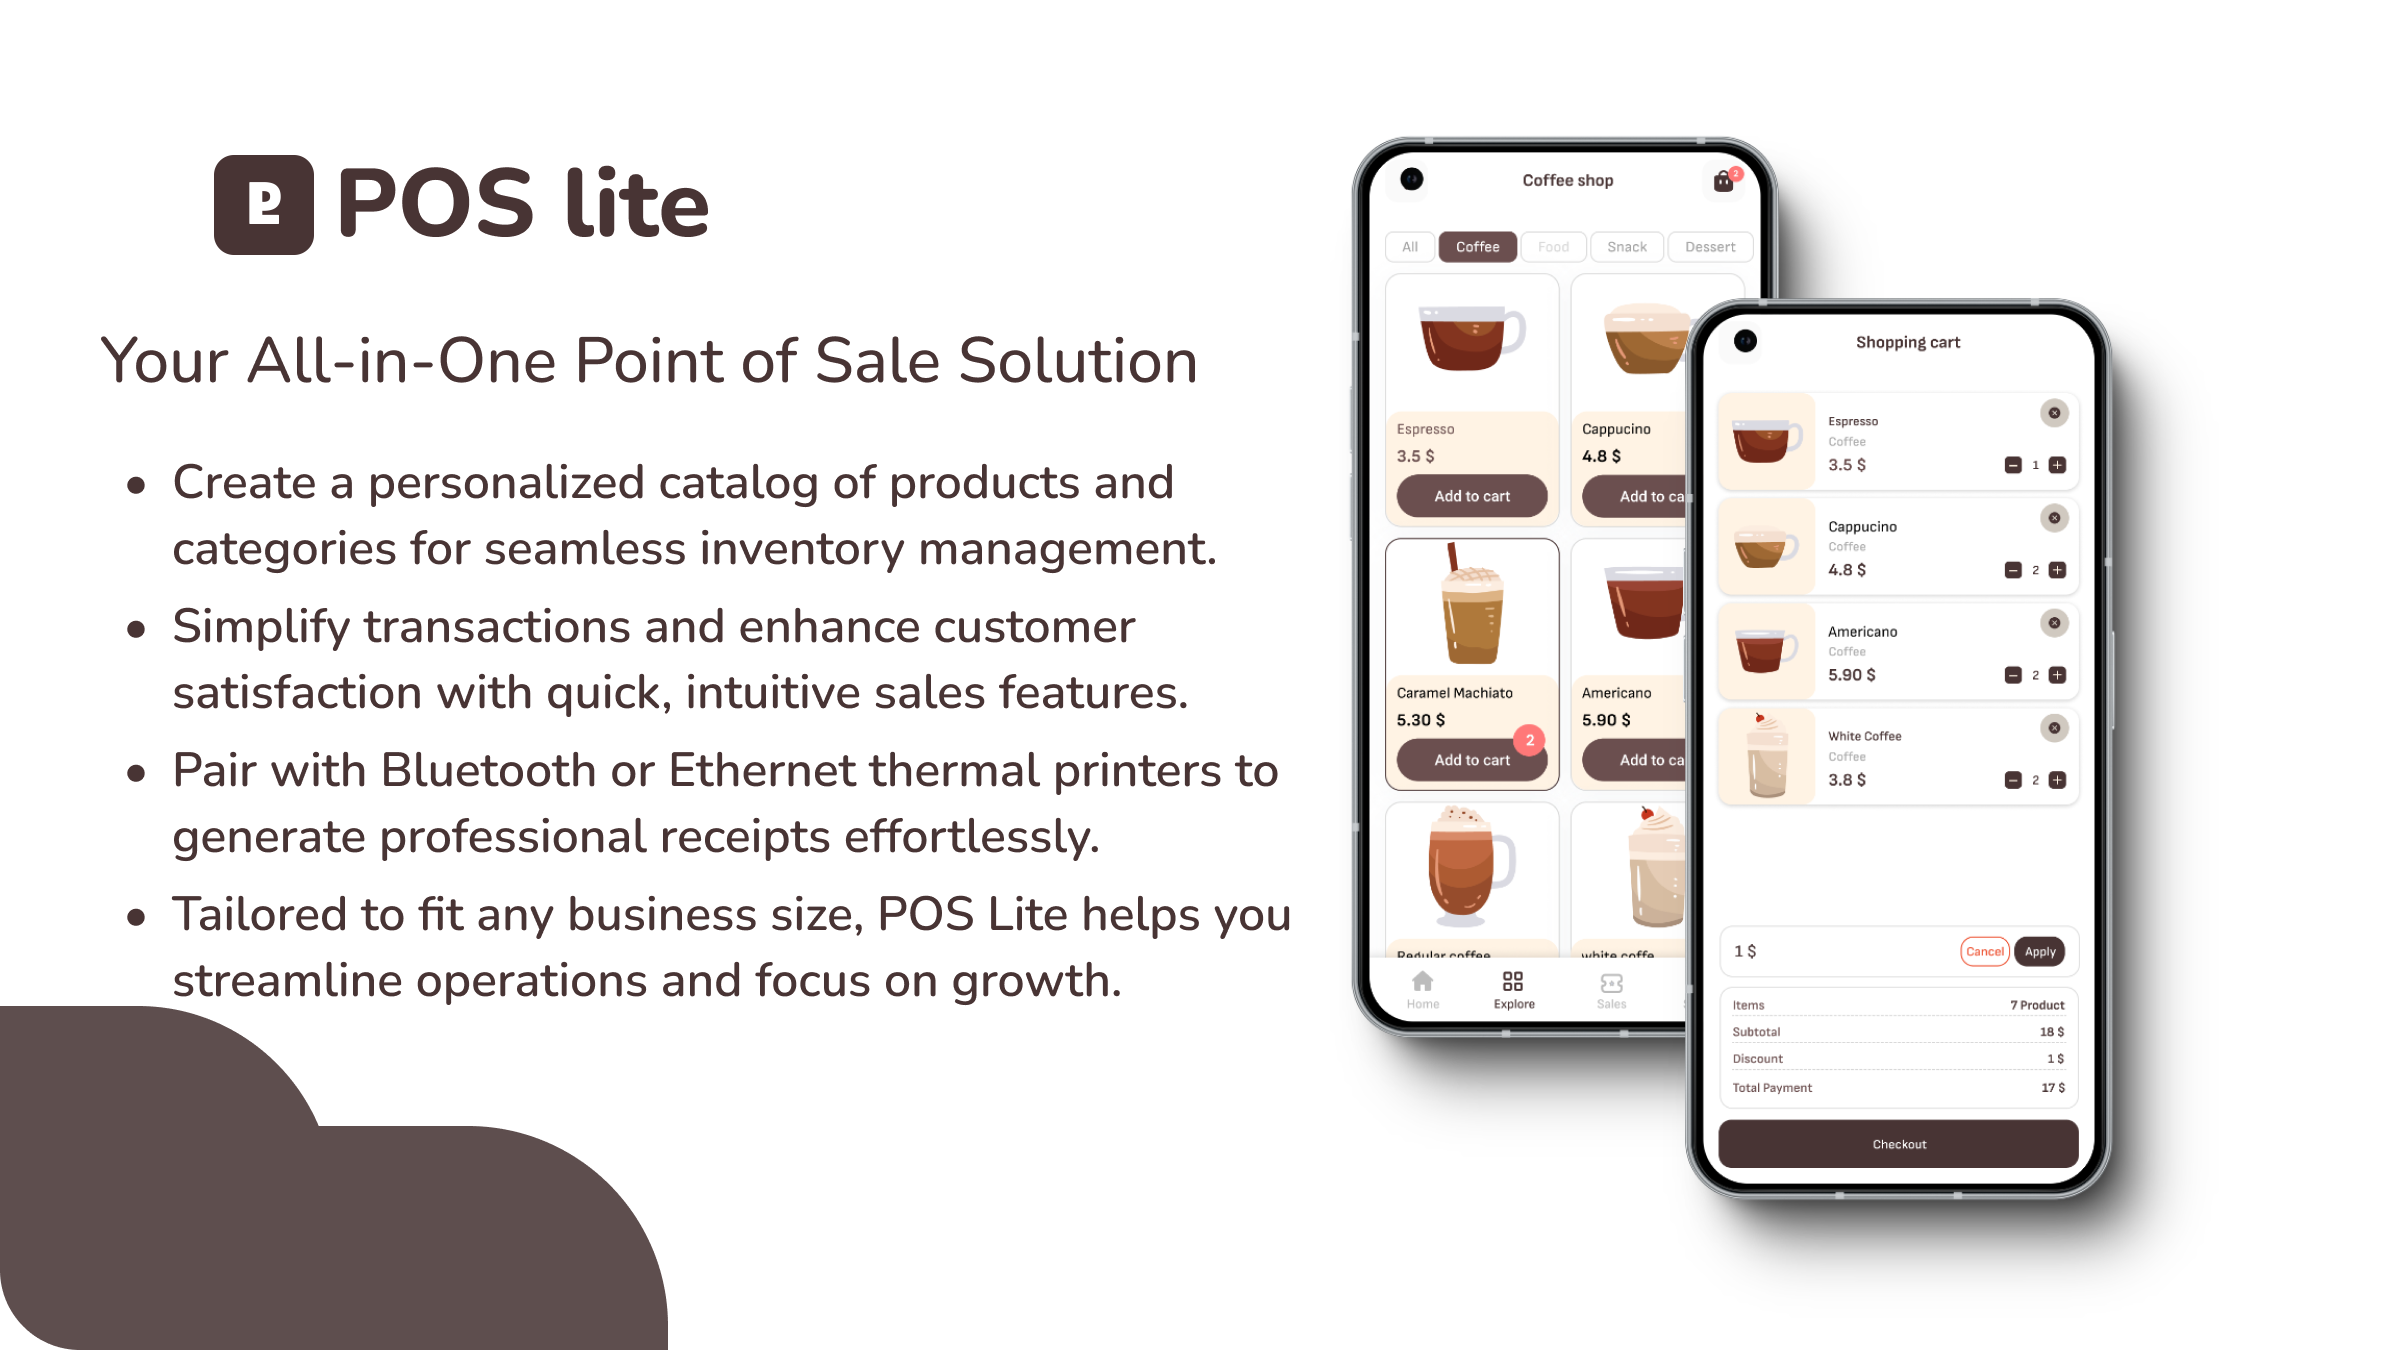 POS lite
Your All-in-One Point of Sale Solution
• Create a personalized catalog of products and
categories for seamless inventory management.
• Simplify transactions and enhance customer
satisfaction with quick, intuitive sales features.
• Pair with Bluetooth or Ethernet thermal printers to
generate professional receipts effortlessly.
• Tailored to fit any business size, POS Lite helps you
streamline operations and focus on growth.
Coffee shop
2
All Coffee Food Snack Dessert
Espresso
3.5 $
Add to cart
Cappucino
4.8 $
Add to ca
Caramel Machiato
5.30 $
2
Add to cart
Americano
5.90 $
Add to ca
Regular coffee
white coffe
Home Explore Sales
Shopping cart
Espresso
Coffee
3.5 $ 1
Cappucino
Coffee
4.8 $ 2
Americano
Coffee
5.90 $ 2
White Coffee
Coffee
3.8 $ 2
1 $ Cancel Apply
Items 7 Product
Subtotal 18 $
Discount 1 $
Total Payment 17 $
Checkout